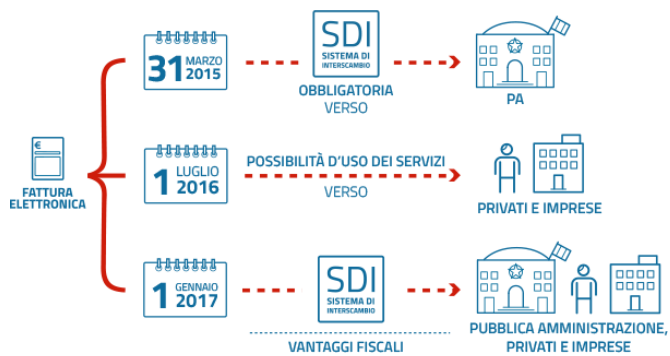 FATTURA
ELETTRONICA
€
31 MARZO
2015
SDI
SISTEMA DI
INTERSCAMBIO
OBBLIGATORIA
VERSO
PA
1 LUGLIO
2016
POSSIBILITÀ D'USO DEI SERVIZI
VERSO
PRIVATI E IMPRESE
1 GENNAIO
2017
SDI
SISTEMA DI
INTERSCAMBIO
VANTAGGI FISCALI
PUBBLICA AMMINISTRAZIONE,
PRIVATI E IMPRESE